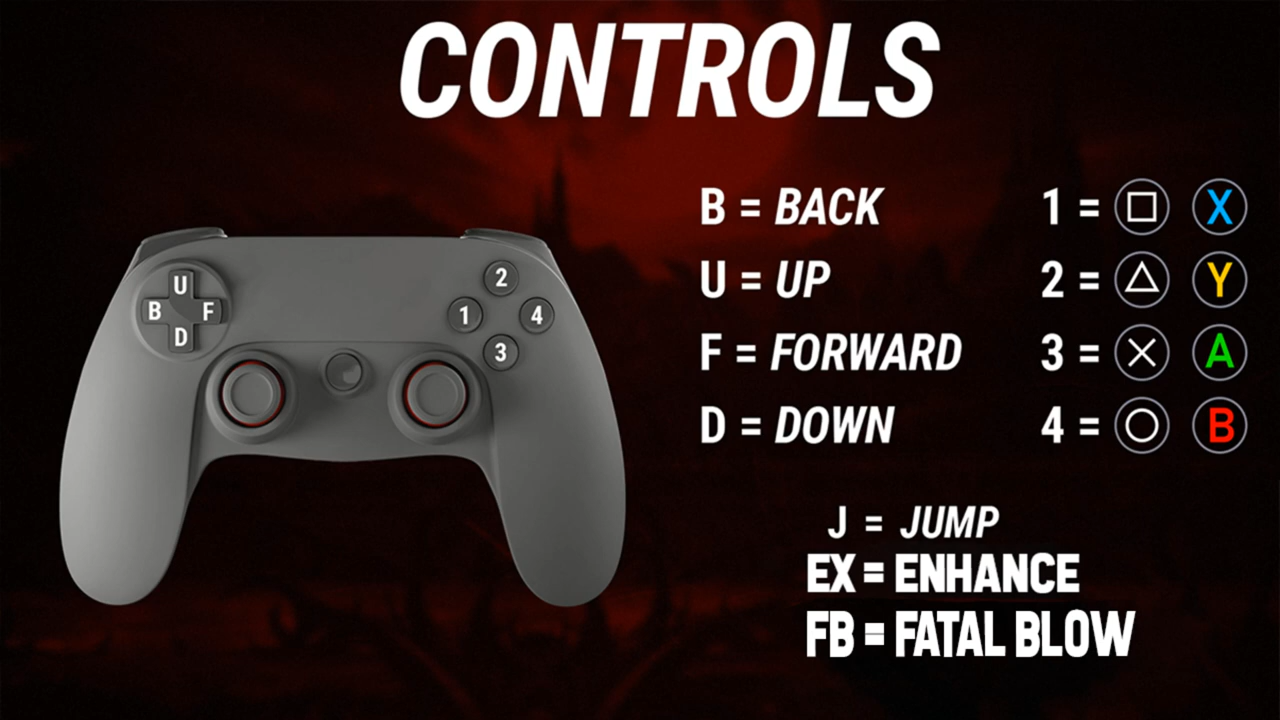 CONTROLS
B = BACK
U = UP
F = FORWARD
D = DOWN
1 = □ X
2 = △ Y
3 = ✕ A
4 = ○ B
J = JUMP
EX = ENHANCE
FB = FATAL BLOW
U
B F
D
2
1 4
3